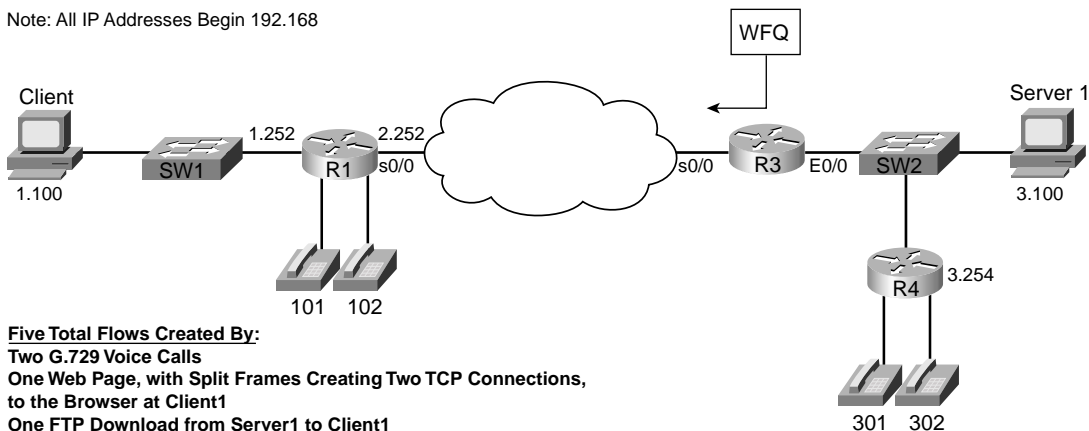 Note: All IP Addresses Begin 192.168
WFQ
Client
Server 1
1.252
2.252
SW1
R1
s0/0
s0/0
R3
E0/0
SW2
1.100
3.100
R4
3.254
101
102
Five Total Flows Created By:
Two G.729 Voice Calls
One Web Page, with Split Frames Creating Two TCP Connections,
to the Browser at Client1
One FTP Download from Server1 to Client1
301
302